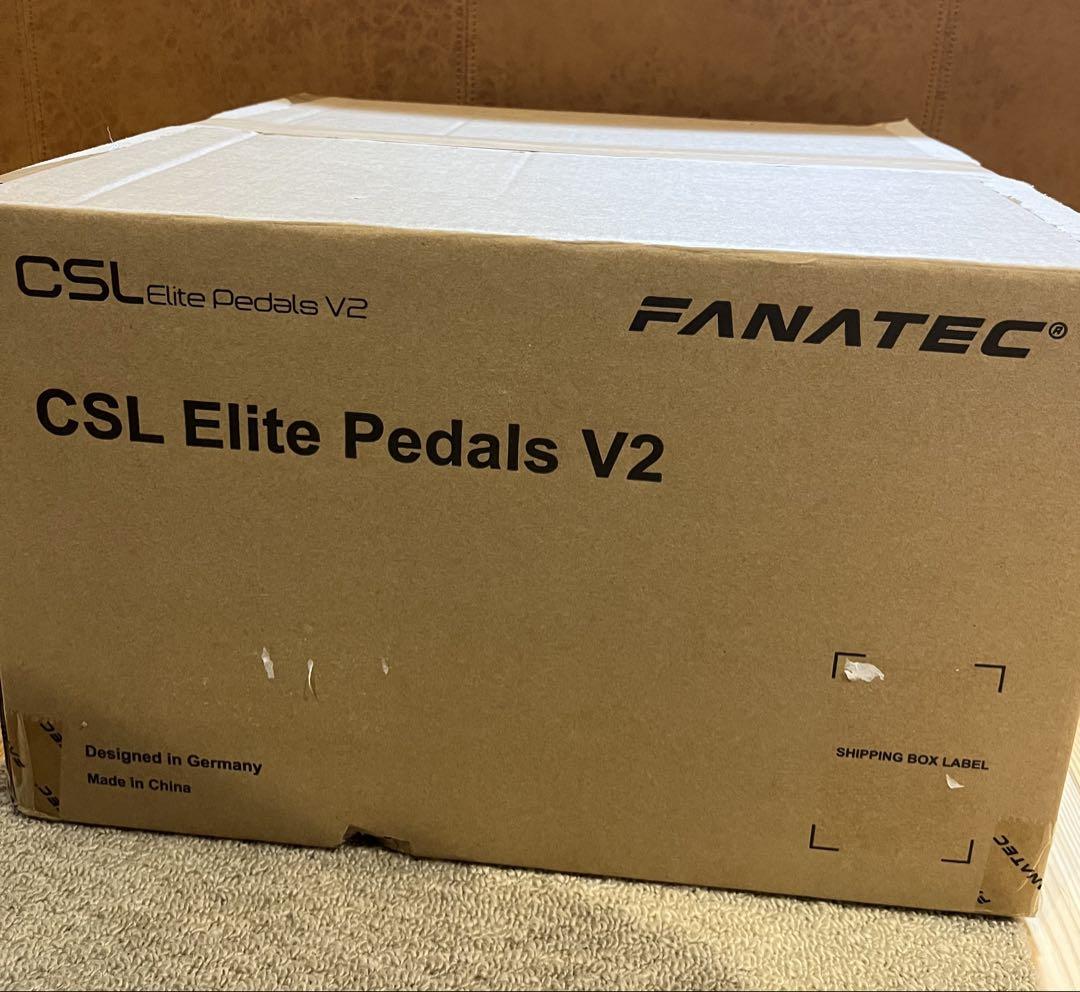 CSL Elite Pedals V2
FANATEC®
CSL Elite Pedals V2
Designed in Germany
Made in China
SHIPPING BOX LABEL